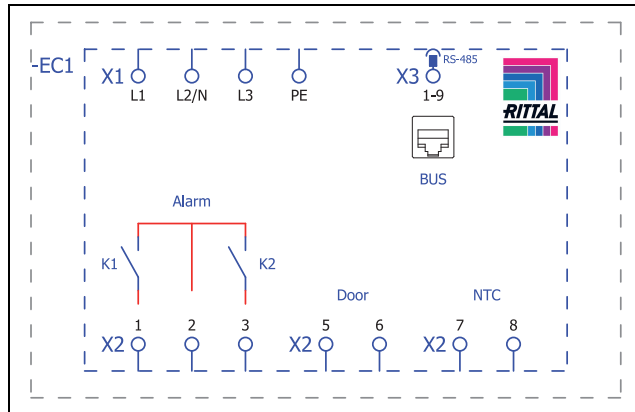 -EC1
X1
L1
L2/N
L3
PE
X3
RS-485
1-9
RITTAL
BUS
Alarm
K1
K2
Door
NTC
X2
1
2
3
X2
5
6
X2
7
8